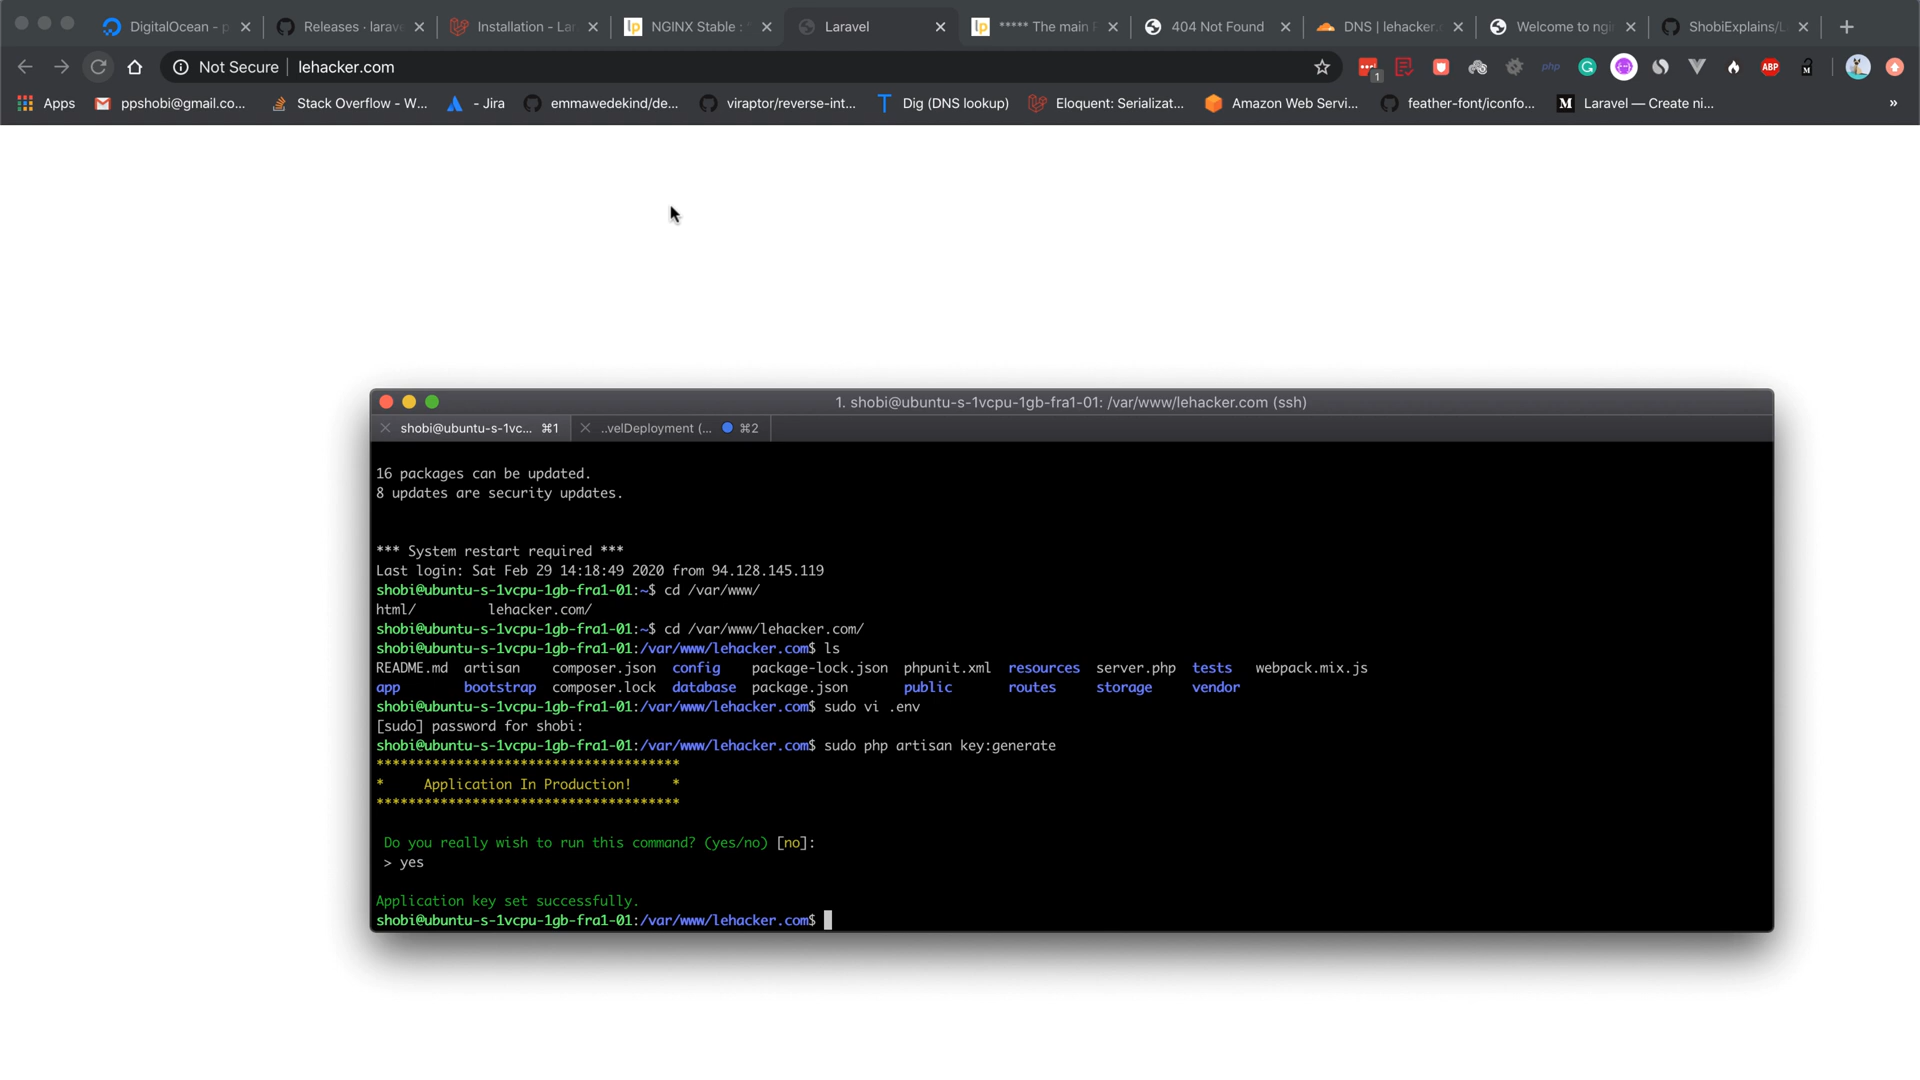 DigitalOcean - p
Releases · larave
Installation - Lar
NGINX Stable : "
Laravel
***** The main P
404 Not Found
DNS | lehacker.c
Welcome to ngi
ShobiExplains/L
Not Secure | lehacker.com
1
php
ABP
M
Apps
ppshobi@gmail.co...
Stack Overflow - W...
- Jira
emmawedekind/de...
viraptor/reverse-int...
Dig (DNS lookup)
Eloquent: Serializat...
Amazon Web Servi...
feather-font/iconfo...
Laravel — Create ni...
»
1. shobi@ubuntu-s-1vcpu-1gb-fra1-01: /var/www/lehacker.com (ssh)
shobi@ubuntu-s-1vc... ⌘1
..velDeployment (... ⌘2
16 packages can be updated.
8 updates are security updates.
*** System restart required ***
Last login: Sat Feb 29 14:18:49 2020 from 94.128.145.119
shobi@ubuntu-s-1vcpu-1gb-fra1-01:~$ cd /var/www/
html/ lehacker.com/
shobi@ubuntu-s-1vcpu-1gb-fra1-01:~$ cd /var/www/lehacker.com/
shobi@ubuntu-s-1vcpu-1gb-fra1-01:/var/www/lehacker.com$ ls
README.md artisan composer.json config package-lock.json phpunit.xml resources server.php tests webpack.mix.js
app bootstrap composer.lock database package.json public routes storage vendor
shobi@ubuntu-s-1vcpu-1gb-fra1-01:/var/www/lehacker.com$ sudo vi .env
[sudo] password for shobi:
shobi@ubuntu-s-1vcpu-1gb-fra1-01:/var/www/lehacker.com$ sudo php artisan key:generate
**************************************
* Application In Production! *
**************************************
Do you really wish to run this command? (yes/no) [no]:
> yes
Application key set successfully.
shobi@ubuntu-s-1vcpu-1gb-fra1-01:/var/www/lehacker.com$